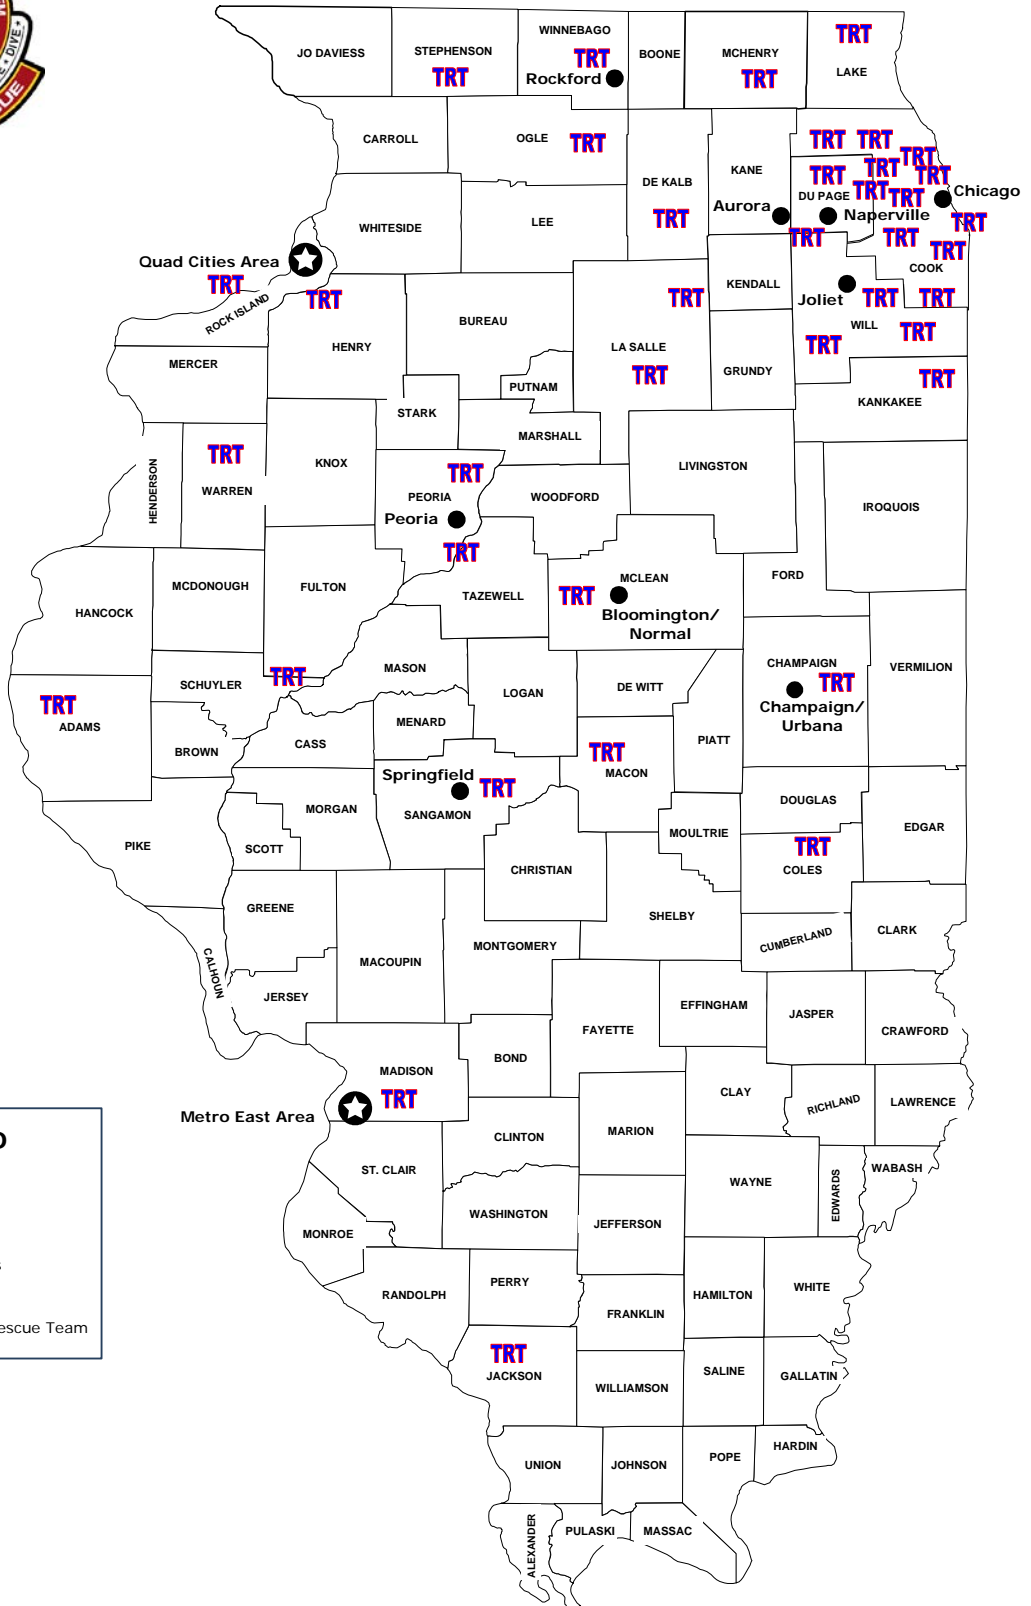 DIVE
JO DAVIESS
STEPHENSON
TRT
WINNEBAGO
TRT
Rockford
BOONE
MCHENRY
TRT
TRT
LAKE
CARROLL
OGLE
TRT
DE KALB
TRT
KANE
Aurora
TRT
TRT
TRT
TRT
TRT
TRT
TRT
TRT
DU PAGE
Naperville
Chicago
TRT
TRT
TRT
TRT
COOK
WHITESIDE
LEE
Quad Cities Area
TRT
ROCK ISLAND
TRT
HENRY
BUREAU
TRT
LA SALLE
TRT
KENDALL
Joliet
TRT
TRT
WILL
TRT
TRT
GRUNDY
TRT
KANKAKEE
MERCER
PUTNAM
STARK
MARSHALL
HENDERSON
TRT
WARREN
KNOX
TRT
PEORIA
Peoria
TRT
WOODFORD
LIVINGSTON
IROQUOIS
HANCOCK
MCDONOUGH
FULTON
TAZEWELL
TRT
MCLEAN
Bloomington/
Normal
FORD
TRT
SCHUYLER
TRT
ADAMS
BROWN
MASON
LOGAN
DE WITT
CHAMPAIGN
TRT
Champaign/
Urbana
VERMILION
CASS
MENARD
PIATT
TRT
MACON
Springfield
TRT
SANGAMON
PIKE
MORGAN
SCOTT
CHRISTIAN
MOULTRIE
DOUGLAS
TRT
COLES
EDGAR
GREENE
SHELBY
CUMBERLAND
CLARK
CALHOUN
MACOUPIN
MONTGOMERY
JERSEY
EFFINGHAM
JASPER
CRAWFORD
FAYETTE
BOND
MADISON
TRT
Metro East Area
CLAY
RICHLAND
LAWRENCE
CLINTON
MARION
ST. CLAIR
WAYNE
EDWARDS
WABASH
MONROE
WASHINGTON
JEFFERSON
RANDOLPH
PERRY
FRANKLIN
HAMILTON
WHITE
escue Team
TRT
JACKSON
WILLIAMSON
SALINE
GALLATIN
UNION
JOHNSON
POPE
HARDIN
ALEXANDER
PULASKI
MASSAC